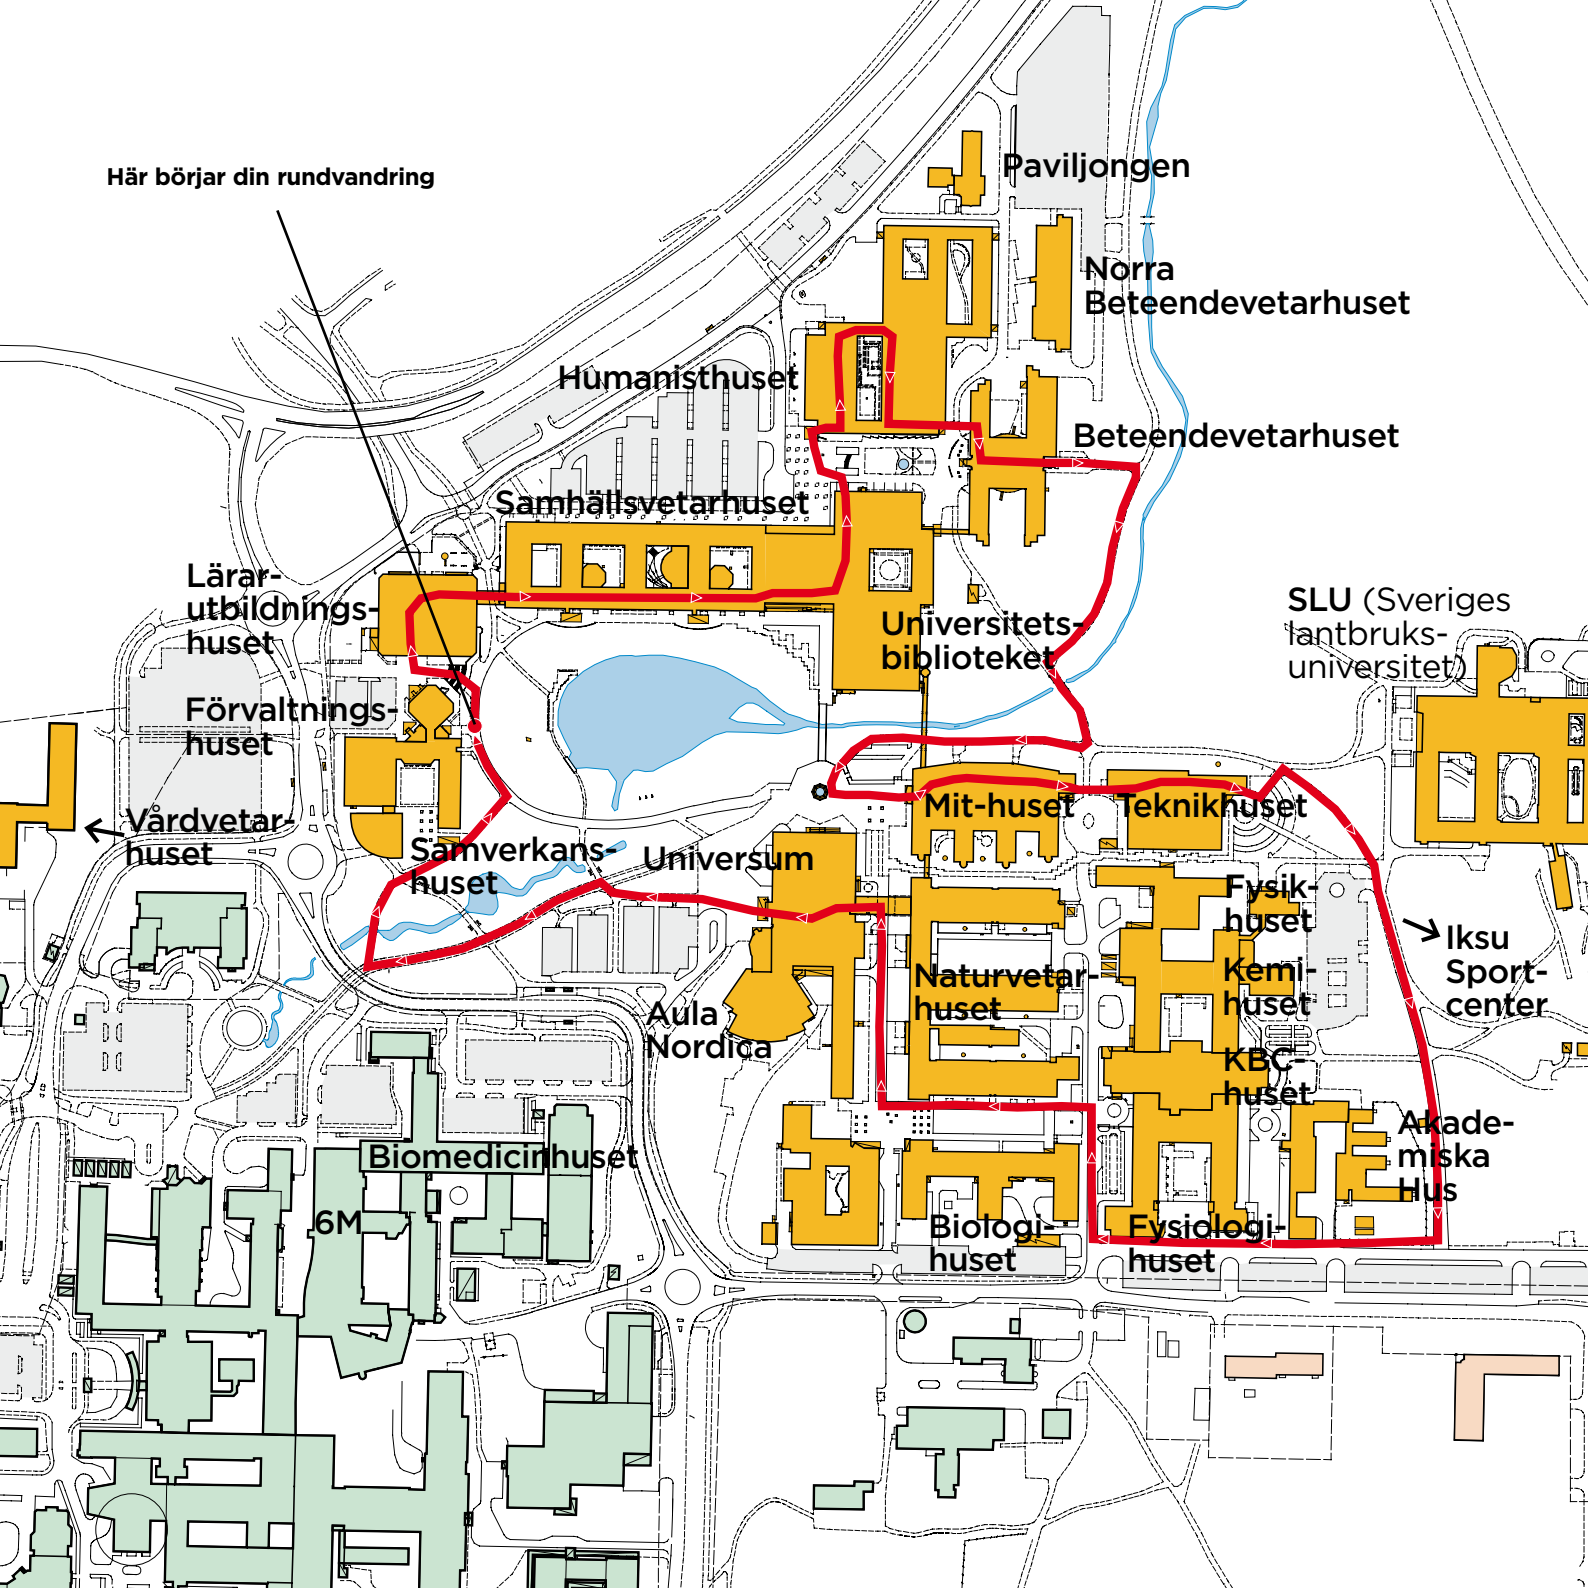 Här börjar din rundvandring
Paviljongen
Norra
Beteendevetarhuset
Humanisthuset
Beteendevetarhuset
Samhällsvetarhuset
Lärar-
utbildnings-
huset
Universitets-
biblioteket
SLU (Sveriges
lantbruks-
universitet)
Förvaltnings-
huset
Vårdvetar-
huset
Samverkans-
huset
Universum
Mit-huset
Teknikhuset
Fysik-
huset
Iksu
Sport-
center
Kemi-
huset
Naturvetar-
huset
Aula
Nordica
KBC-
huset
Akade-
miska
Hus
Biomedicinhuset
6M
Biologi-
huset
Fysiologi-
huset